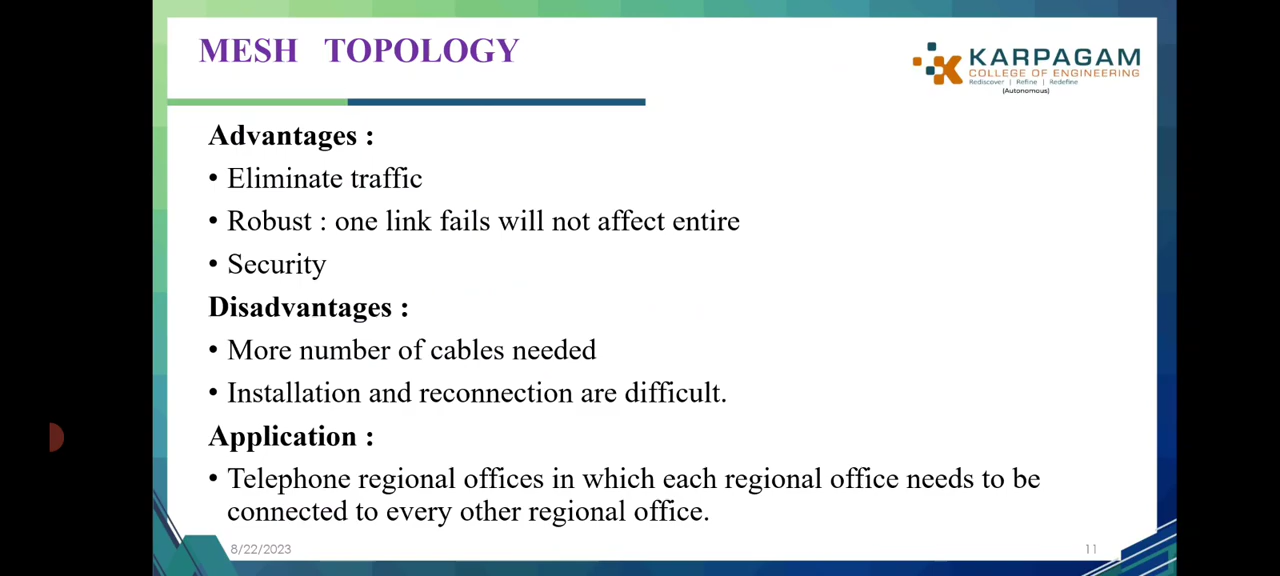 MESH TOPOLOGY
KARPAGAM
COLLEGE OF ENGINEERING
Rediscover | Refine | Redefine
(Autonomous)
Advantages :
• Eliminate traffic
• Robust : one link fails will not affect entire
• Security
Disadvantages :
• More number of cables needed
• Installation and reconnection are difficult.
Application :
• Telephone regional offices in which each regional office needs to be
connected to every other regional office.
8/22/2023
11